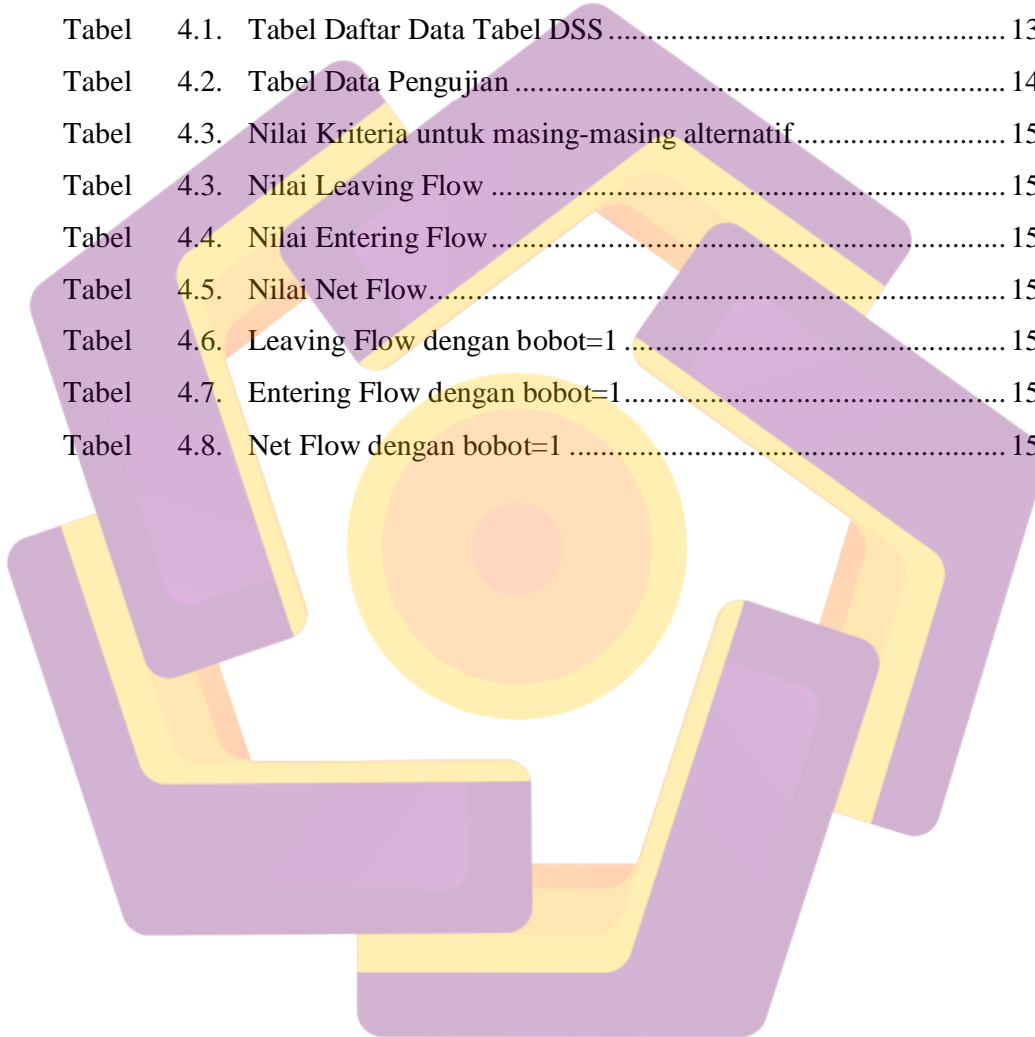 Tabel 4.1. Tabel Daftar Data Tabel DSS ........................................................ 13
Tabel 4.2. Tabel Data Pengujian ........................................................ 14
Tabel 4.3. Nilai Kriteria untuk masing-masing alternatif ........................................................ 15
Tabel 4.3. Nilai Leaving Flow ........................................................ 15
Tabel 4.4. Nilai Entering Flow ........................................................ 15
Tabel 4.5. Nilai Net Flow ........................................................ 15
Tabel 4.6. Leaving Flow dengan bobot=1 ........................................................ 15
Tabel 4.7. Entering Flow dengan bobot=1 ........................................................ 15
Tabel 4.8. Net Flow dengan bobot=1 ........................................................ 15